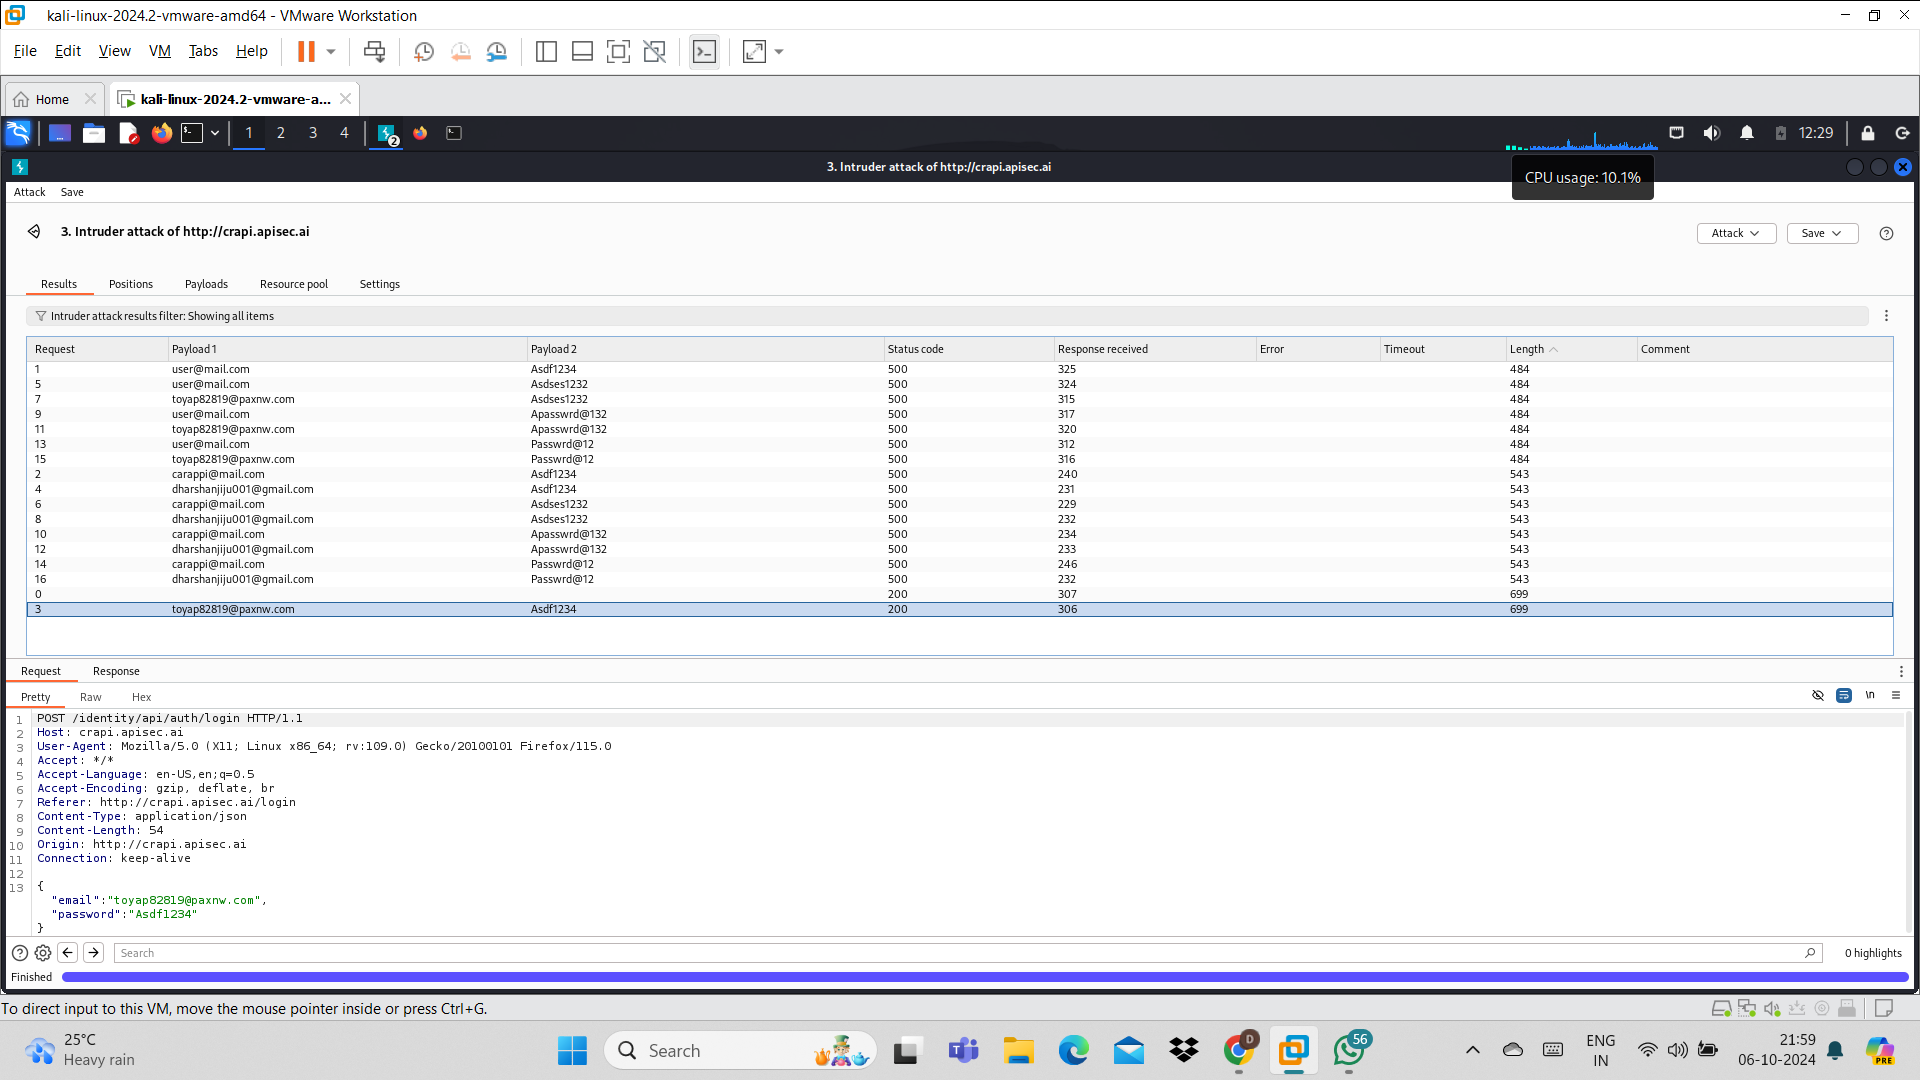 kali-linux-2024.2-vmware-amd64 - VMware Workstation
File Edit View VM Tabs Help
Home kali-linux-2024.2-vmware-a...
1 2 3 4 2 12:29
3. Intruder attack of http://crapi.apisec.ai
CPU usage: 10.1%
Attack Save
3. Intruder attack of http://crapi.apisec.ai Attack Save
Results Positions Payloads Resource pool Settings
Intruder attack results filter: Showing all items
Request Payload 1 Payload 2 Status code Response received Error Timeout Length Comment
1 user@mail.com Asdf1234 500 325 484
5 user@mail.com Asdses1232 500 324 484
7 toyap82819@paxnw.com Asdses1232 500 315 484
9 user@mail.com Apasswrd@132 500 317 484
11 toyap82819@paxnw.com Apasswrd@132 500 320 484
13 user@mail.com Passwrd@12 500 312 484
15 toyap82819@paxnw.com Passwrd@12 500 316 484
2 carappi@mail.com Asdf1234 500 240 543
4 dharshanjiju001@gmail.com Asdf1234 500 231 543
6 carappi@mail.com Asdses1232 500 229 543
8 dharshanjiju001@gmail.com Asdses1232 500 232 543
10 carappi@mail.com Apasswrd@132 500 234 543
12 dharshanjiju001@gmail.com Apasswrd@132 500 233 543
14 carappi@mail.com Passwrd@12 500 246 543
16 dharshanjiju001@gmail.com Passwrd@12 500 232 543
0 200 307 699
3 toyap82819@paxnw.com Asdf1234 200 306 699
Request Response
Pretty Raw Hex \n
1 POST /identity/api/auth/login HTTP/1.1
2 Host: crapi.apisec.ai
3 User-Agent: Mozilla/5.0 (X11; Linux x86_64; rv:109.0) Gecko/20100101 Firefox/115.0
4 Accept: */*
5 Accept-Language: en-US,en;q=0.5
6 Accept-Encoding: gzip, deflate, br
7 Referer: http://crapi.apisec.ai/login
8 Content-Type: application/json
9 Content-Length: 54
10 Origin: http://crapi.apisec.ai
11 Connection: keep-alive
12
13 {
"email":"toyap82819@paxnw.com",
"password":"Asdf1234"
}
Search 0 highlights
Finished
To direct input to this VM, move the mouse pointer inside or press Ctrl+G.
25°C
Heavy rain
Search
D
56
ENG
IN
21:59
06-10-2024
PRE